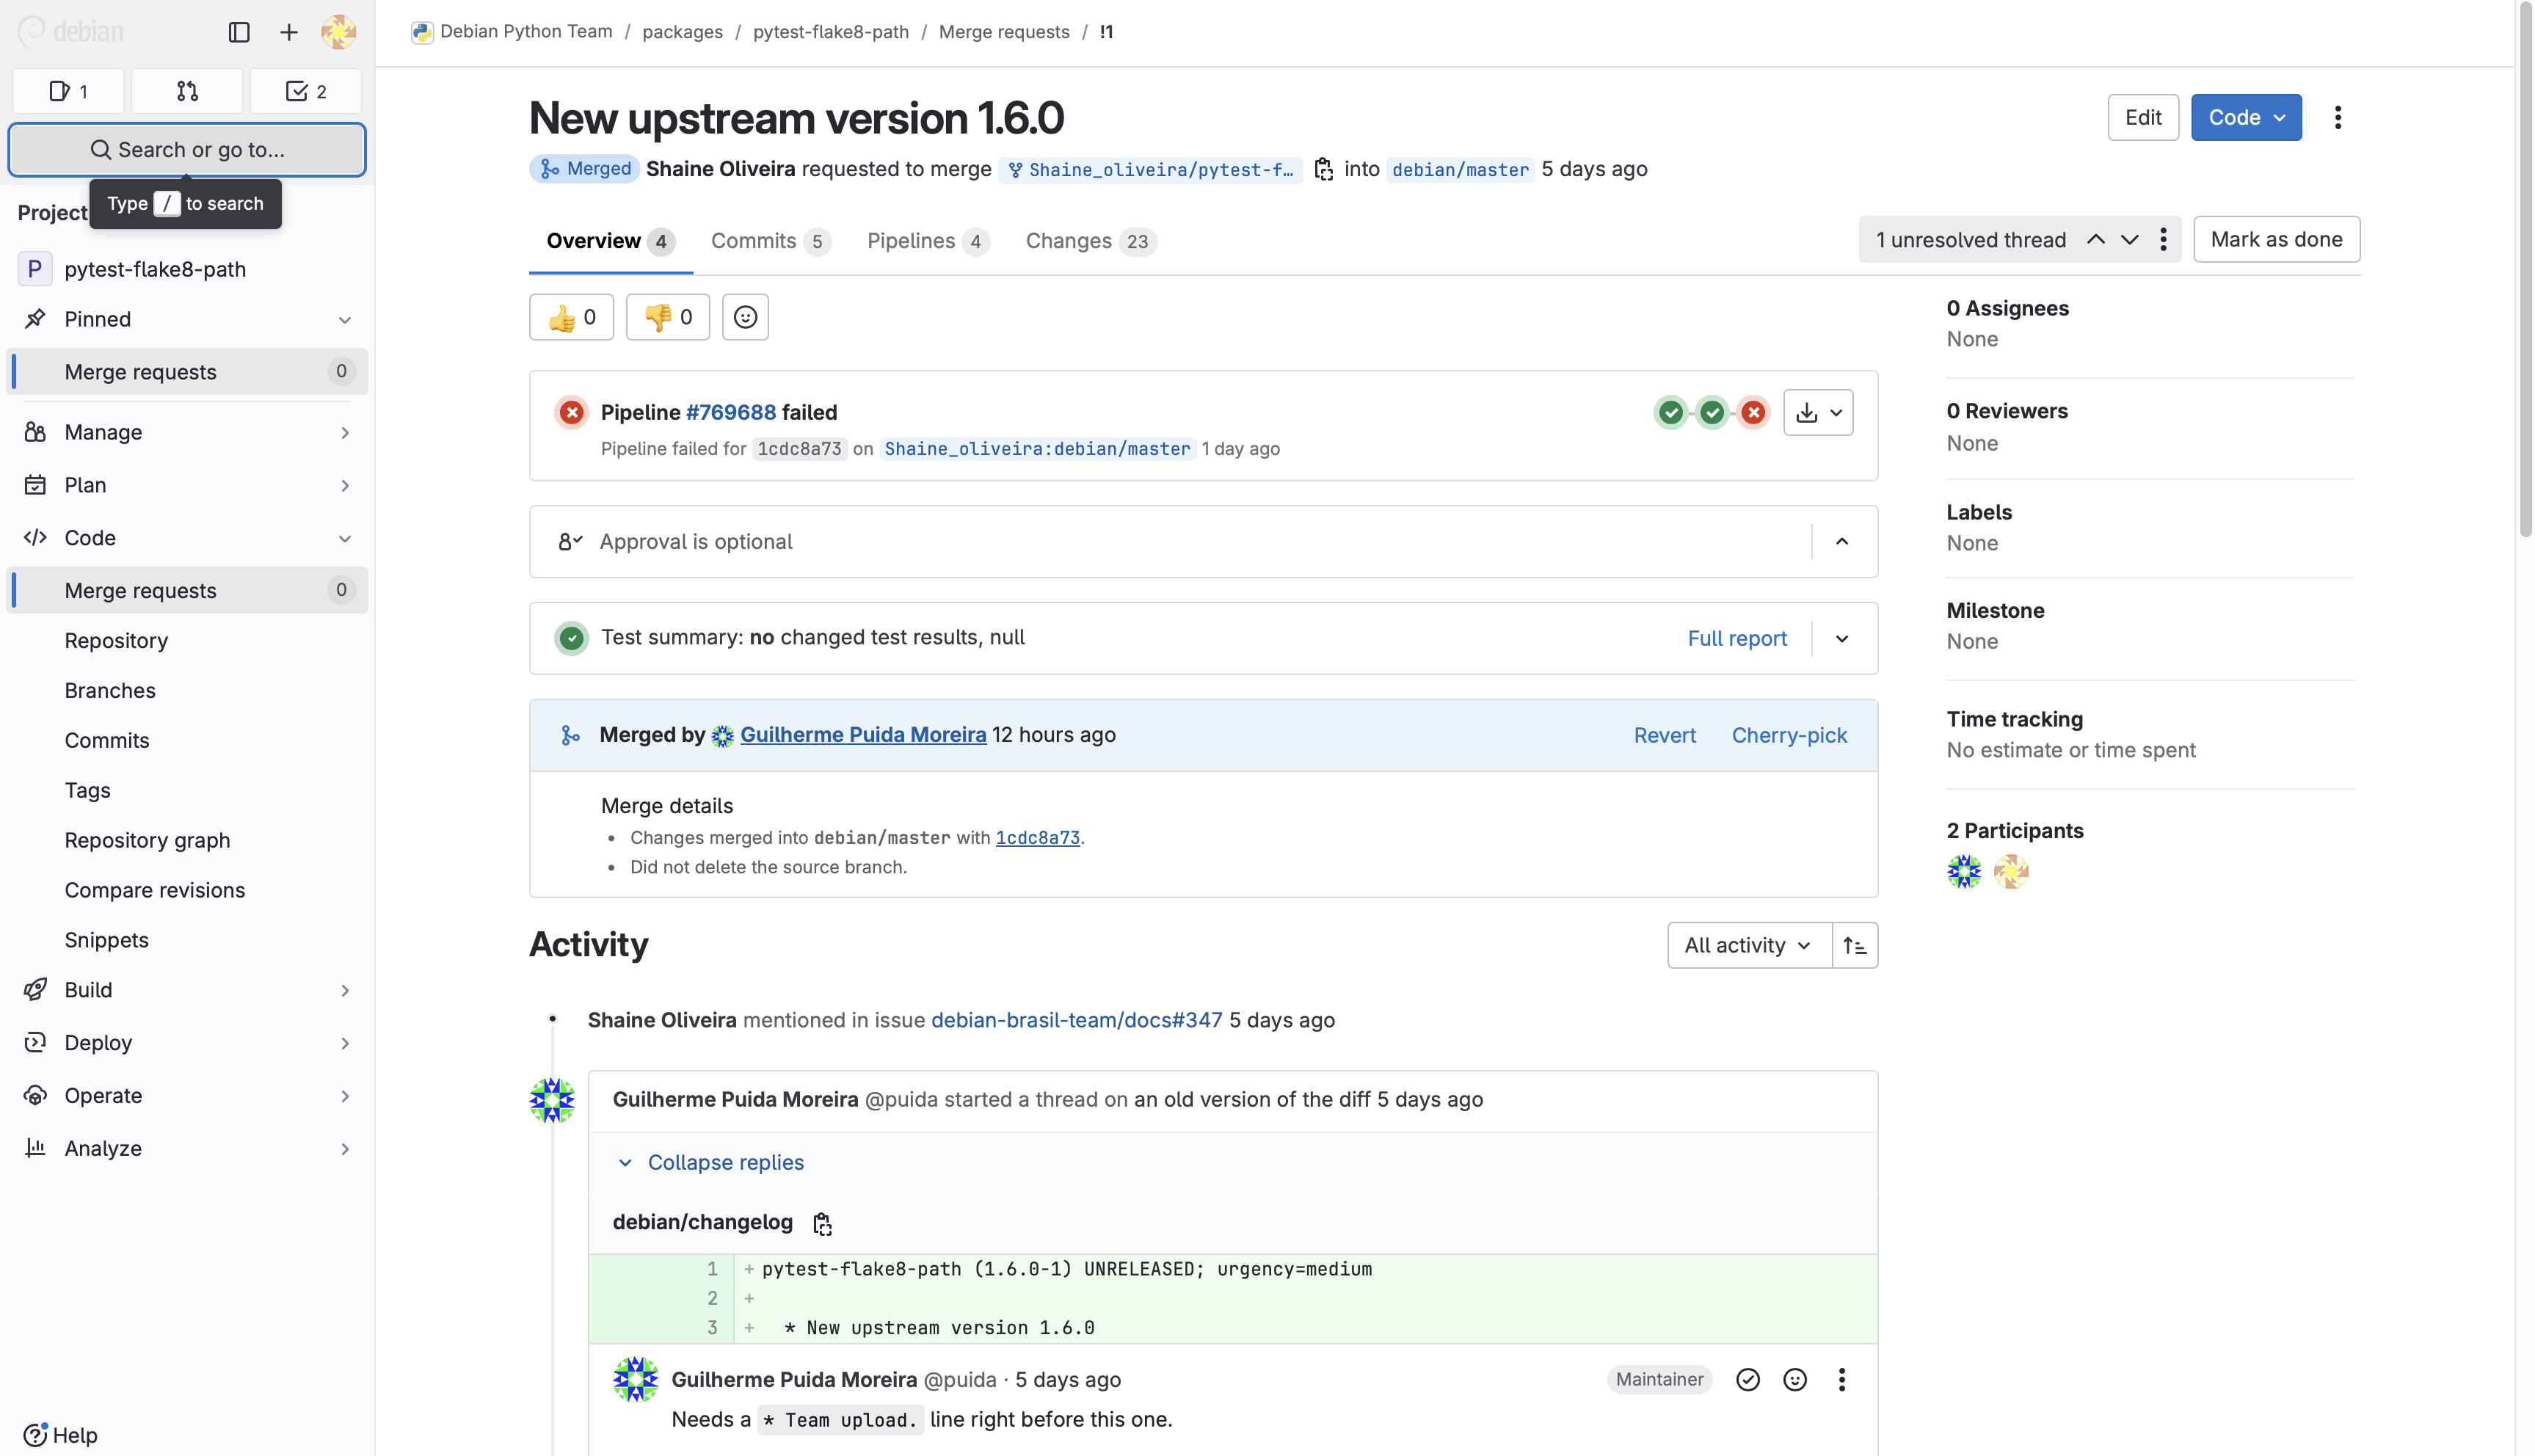 debian
1
2
Search or go to...
Type / to search
Project
P pytest-flake8-path
Pinned
Merge requests 0
Manage
Plan
Code
Merge requests 0
Repository
Branches
Commits
Tags
Repository graph
Compare revisions
Snippets
Build
Deploy
Operate
Analyze
Help
Debian Python Team / packages / pytest-flake8-path / Merge requests / !1
New upstream version 1.6.0
Edit
Code
Merged Shaine Oliveira requested to merge Shaine_oliveira/pytest-f… into debian/master 5 days ago
Overview 4
Commits 5
Pipelines 4
Changes 23
1 unresolved thread
Mark as done
👍 0
👎 0
Pipeline #769688 failed
Pipeline failed for 1cdc8a73 on Shaine_oliveira:debian/master 1 day ago
Approval is optional
Test summary: no changed test results, null
Full report
Merged by Guilherme Puida Moreira 12 hours ago
Revert
Cherry-pick
Merge details
• Changes merged into debian/master with 1cdc8a73.
• Did not delete the source branch.
0 Assignees
None
0 Reviewers
None
Labels
None
Milestone
None
Time tracking
No estimate or time spent
2 Participants
Activity
All activity
Shaine Oliveira mentioned in issue debian-brasil-team/docs#347 5 days ago
Guilherme Puida Moreira @puida started a thread on an old version of the diff 5 days ago
Collapse replies
debian/changelog
1 + pytest-flake8-path (1.6.0-1) UNRELEASED; urgency=medium
2 +
3 + * New upstream version 1.6.0
Guilherme Puida Moreira @puida · 5 days ago
Maintainer
Needs a * Team upload. line right before this one.